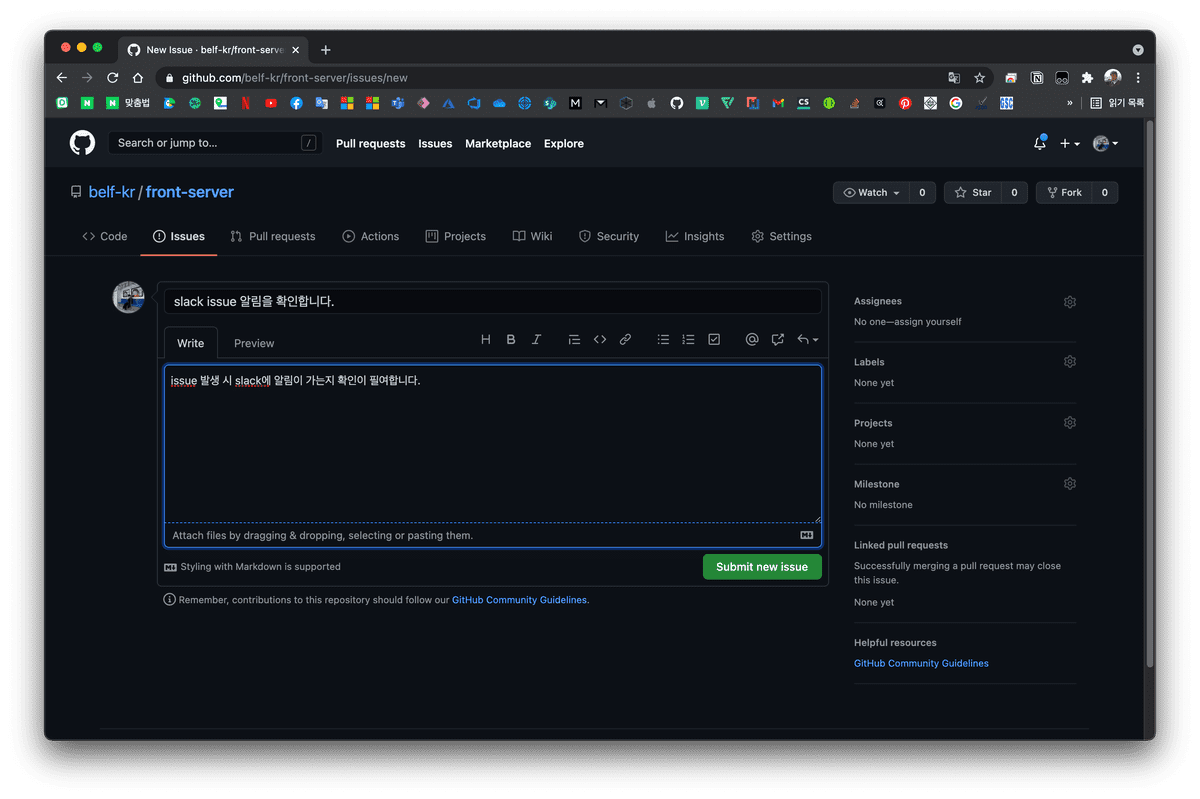 New Issue · belf-kr/front-serve
github.com/belf-kr/front-server/issues/new
맞춤법
CS
GSC
»
읽기 목록
Search or jump to...
/
Pull requests
Issues
Marketplace
Explore
belf-kr / front-server
Watch
0
Star
0
Fork
0
Code
Issues
Pull requests
Actions
Projects
Wiki
Security
Insights
Settings
slack issue 알림을 확인합니다.
Write
Preview
issue 발생 시 slack에 알림이 가는지 확인이 필여합니다.
Attach files by dragging & dropping, selecting or pasting them.
Styling with Markdown is supported
Submit new issue
Remember, contributions to this repository should follow our GitHub Community Guidelines.
Assignees
No one—assign yourself
Labels
None yet
Projects
None yet
Milestone
No milestone
Linked pull requests
Successfully merging a pull request may close
this issue.
None yet
Helpful resources
GitHub Community Guidelines